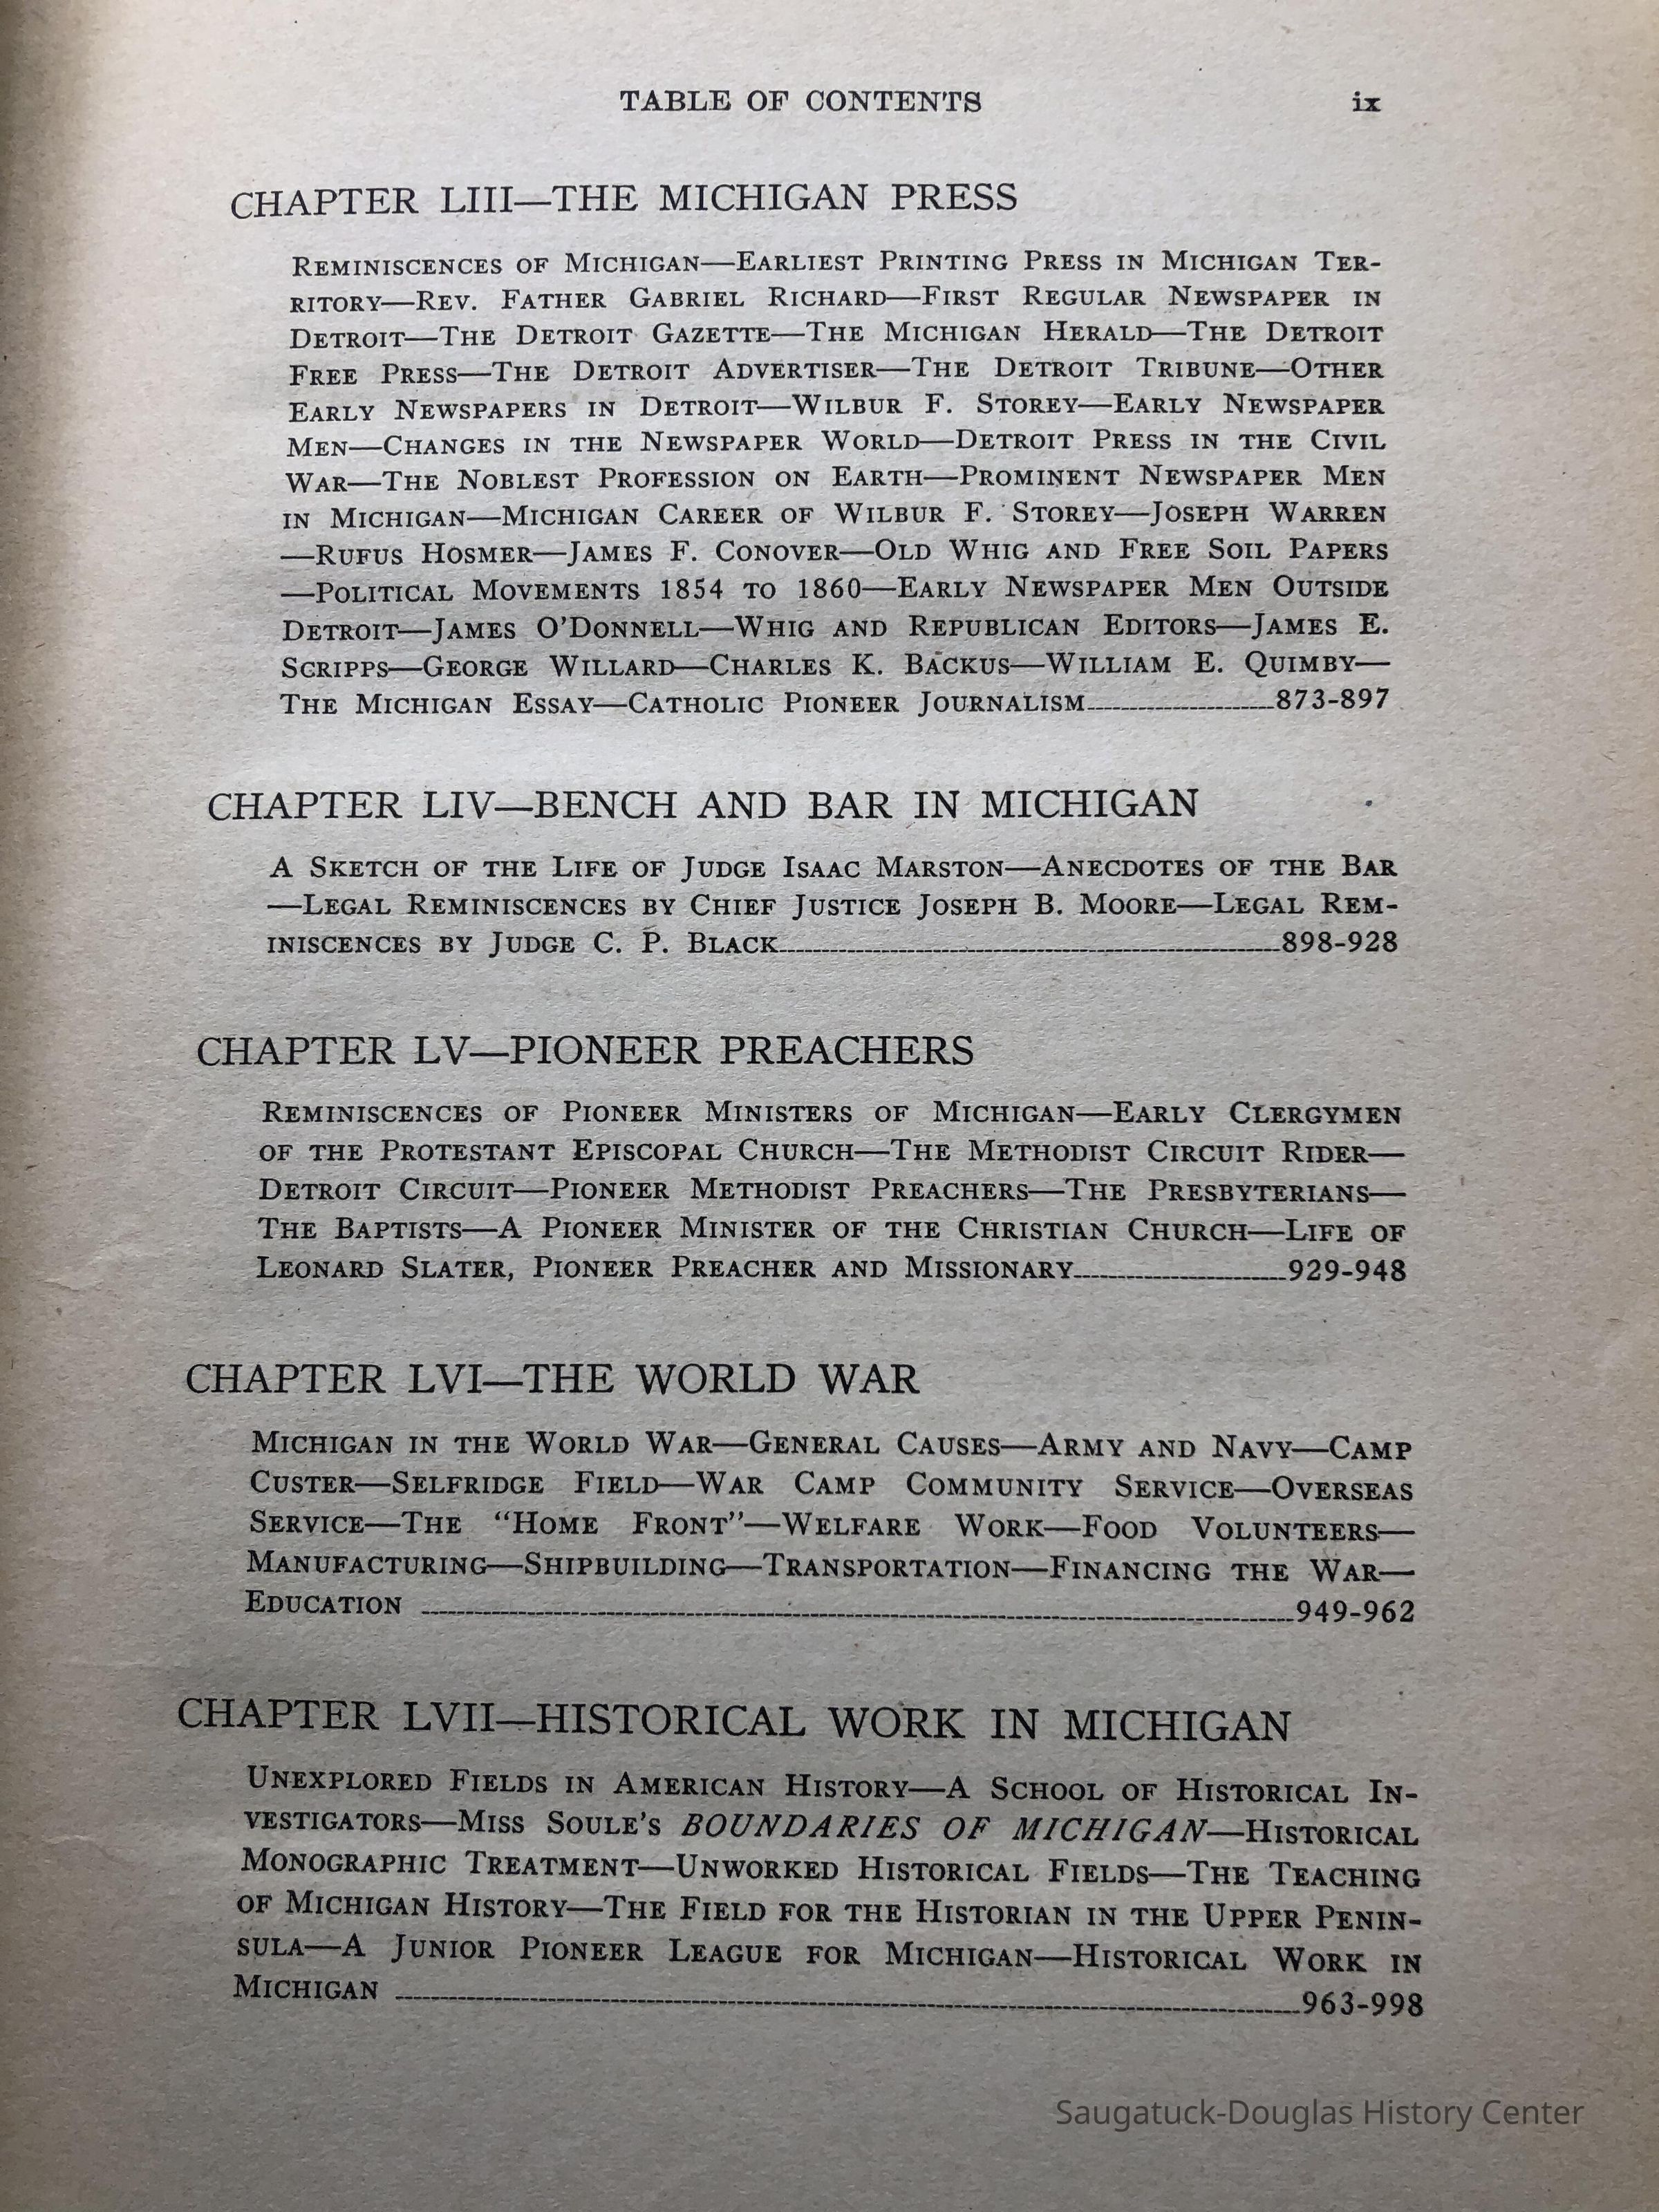 TABLE OF CONTENTS ix
CHAPTER LIII—THE MICHIGAN PRESS
REMINISCENCES OF MICHIGAN—EARLIEST PRINTING PRESS IN MICHIGAN TER-
RITORY—REV. FATHER GABRIEL RICHARD—FIRST REGULAR NEWSPAPER IN
DETROIT—THE DETROIT GAZETTE—THE MICHIGAN HERALD—THE DETROIT
FREE PRESS—THE DETROIT ADVERTISER—THE DETROIT TRIBUNE—OTHER
EARLY NEWSPAPERS IN DETROIT—WILBUR F. STOREY—EARLY NEWSPAPER
MEN—CHANGES IN THE NEWSPAPER WORLD—DETROIT PRESS IN THE CIVIL
WAR—THE NOBLEST PROFESSION ON EARTH—PROMINENT NEWSPAPER MEN
IN MICHIGAN—MICHIGAN CAREER OF WILBUR F. STOREY—JOSEPH WARREN
—RUFUS HOSMER—JAMES F. CONOVER—OLD WHIG AND FREE SOIL PAPERS
—POLITICAL MOVEMENTS 1854 TO 1860—EARLY NEWSPAPER MEN OUTSIDE
DETROIT—JAMES O'DONNELL—WHIG AND REPUBLICAN EDITORS—JAMES E.
SCRIPPS—GEORGE WILLARD—CHARLES K. BACKUS—WILLIAM E. QUIMBY—
THE MICHIGAN ESSAY—CATHOLIC PIONEER JOURNALISM 873-897
CHAPTER LIV—BENCH AND BAR IN MICHIGAN
A SKETCH OF THE LIFE OF JUDGE ISAAC MARSTON—ANECDOTES OF THE BAR
—LEGAL REMINISCENCES BY CHIEF JUSTICE JOSEPH B. MOORE—LEGAL REM-
INISCENCES BY JUDGE C. P. BLACK 898-928
CHAPTER LV—PIONEER PREACHERS
REMINISCENCES OF PIONEER MINISTERS OF MICHIGAN—EARLY CLERGYMEN
OF THE PROTESTANT EPISCOPAL CHURCH—THE METHODIST CIRCUIT RIDER—
DETROIT CIRCUIT—PIONEER METHODIST PREACHERS—THE PRESBYTERIANS—
THE BAPTISTS—A PIONEER MINISTER OF THE CHRISTIAN CHURCH—LIFE OF
LEONARD SLATER, PIONEER PREACHER AND MISSIONARY 929-948
CHAPTER LVI—THE WORLD WAR
MICHIGAN IN THE WORLD WAR—GENERAL CAUSES—ARMY AND NAVY—CAMP
CUSTER—SELFRIDGE FIELD—WAR CAMP COMMUNITY SERVICE—OVERSEAS
SERVICE—THE "HOME FRONT"—WELFARE WORK—FOOD VOLUNTEERS—
MANUFACTURING—SHIPBUILDING—TRANSPORTATION—FINANCING THE WAR—
EDUCATION 949-962
CHAPTER LVII—HISTORICAL WORK IN MICHIGAN
UNEXPLORED FIELDS IN AMERICAN HISTORY—A SCHOOL OF HISTORICAL IN-
VESTIGATORS—MISS SOULE'S BOUNDARIES OF MICHIGAN—HISTORICAL
MONOGRAPHIC TREATMENT—UNWORKED HISTORICAL FIELDS—THE TEACHING
OF MICHIGAN HISTORY—THE FIELD FOR THE HISTORIAN IN THE UPPER PENIN-
SULA—A JUNIOR PIONEER LEAGUE FOR MICHIGAN—HISTORICAL WORK IN
MICHIGAN 963-998
Saugatuck-Douglas History Center